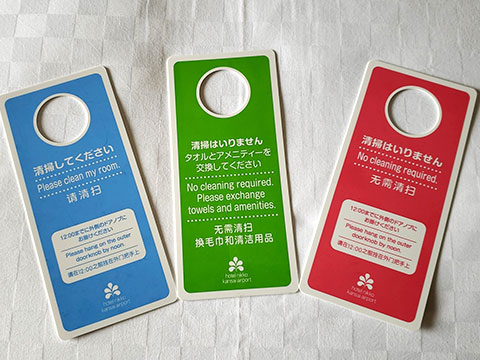 清掃してください
Please clean my room.
请清扫
12:00までに外側のドアノブに
お掛けください
Please hang on the outer
doorknob by noon.
请在12:00之前挂在外门把手上
hotel nikko
kansai airport
清掃はいりません
タオルとアメニティーを
交換してください
No cleaning required.
Please exchange
towels and amenities.
无需清扫
换毛巾和清洁用品
hotel nikko
kansai airport
清掃はいりません
No cleaning required.
无需清扫
12:00までに外側のドアノブに
お掛けください
Please hang on the outer
doorknob by noon.
请在12:00之前挂在外门把手上
hotel nikko
kansai airport